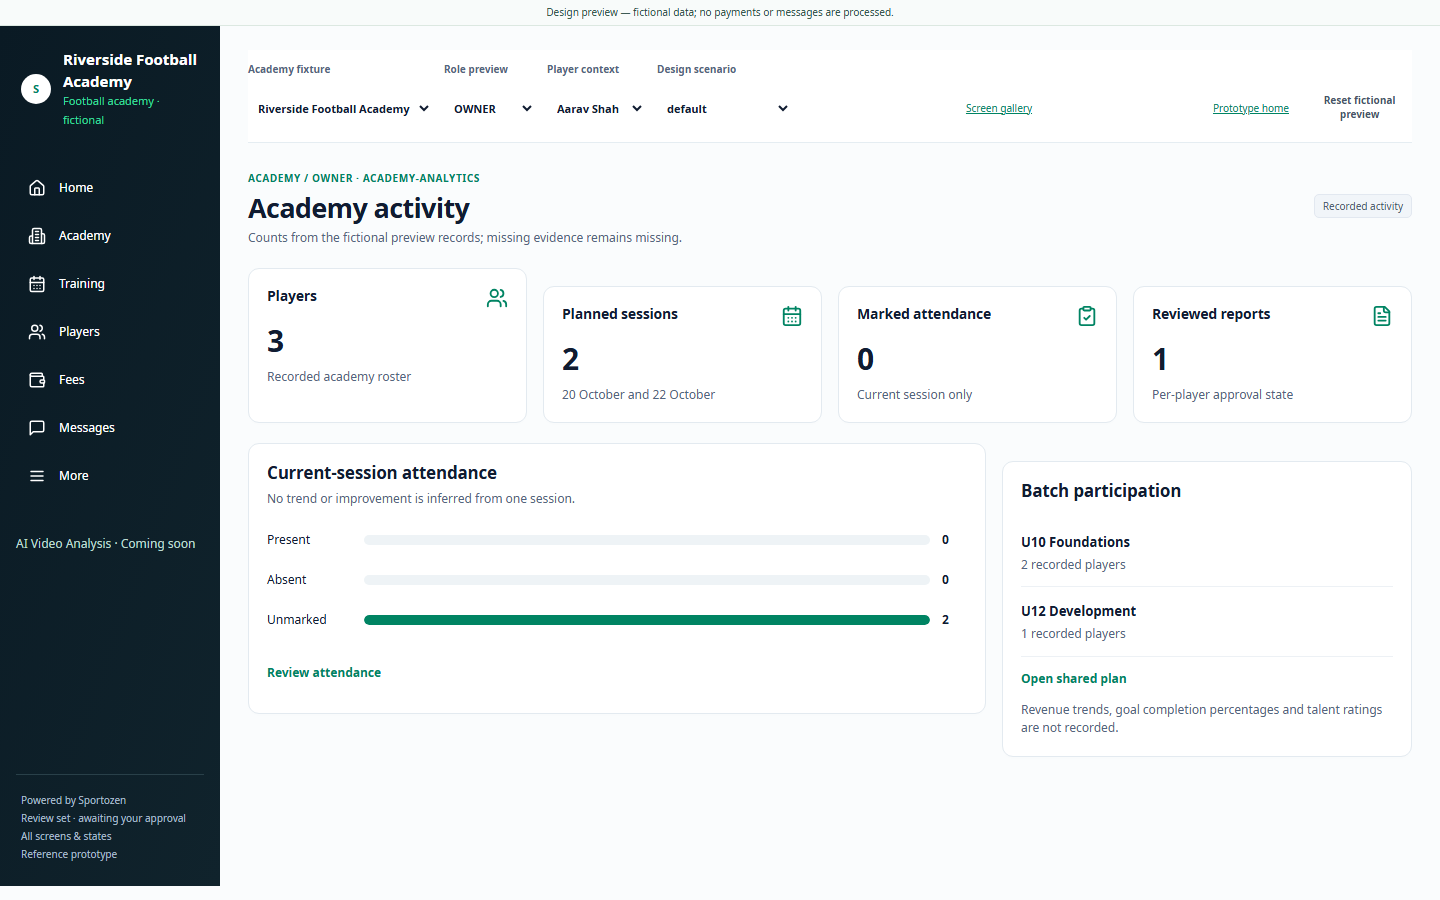 Design preview — fictional data; no payments or messages are processed.
S
Riverside Football
Academy
Football academy ·
fictional
Home
Academy
Training
Players
Fees
Messages
More
AI Video Analysis · Coming soon
Powered by Sportozen
Review set · awaiting your approval
All screens & states
Reference prototype
Academy fixture
Role preview
Player context
Design scenario
Riverside Football Academy
OWNER
Aarav Shah
default
Screen gallery
Prototype home
Reset fictional
preview
ACADEMY / OWNER · ACADEMY-ANALYTICS
Academy activity
Counts from the fictional preview records; missing evidence remains missing.
Recorded activity
Players
3
Recorded academy roster
Planned sessions
2
20 October and 22 October
Marked attendance
0
Current session only
Reviewed reports
1
Per-player approval state
Current-session attendance
No trend or improvement is inferred from one session.
Present 0
Absent 0
Unmarked 2
Review attendance
Batch participation
U10 Foundations
2 recorded players
U12 Development
1 recorded players
Open shared plan
Revenue trends, goal completion percentages and talent ratings
are not recorded.